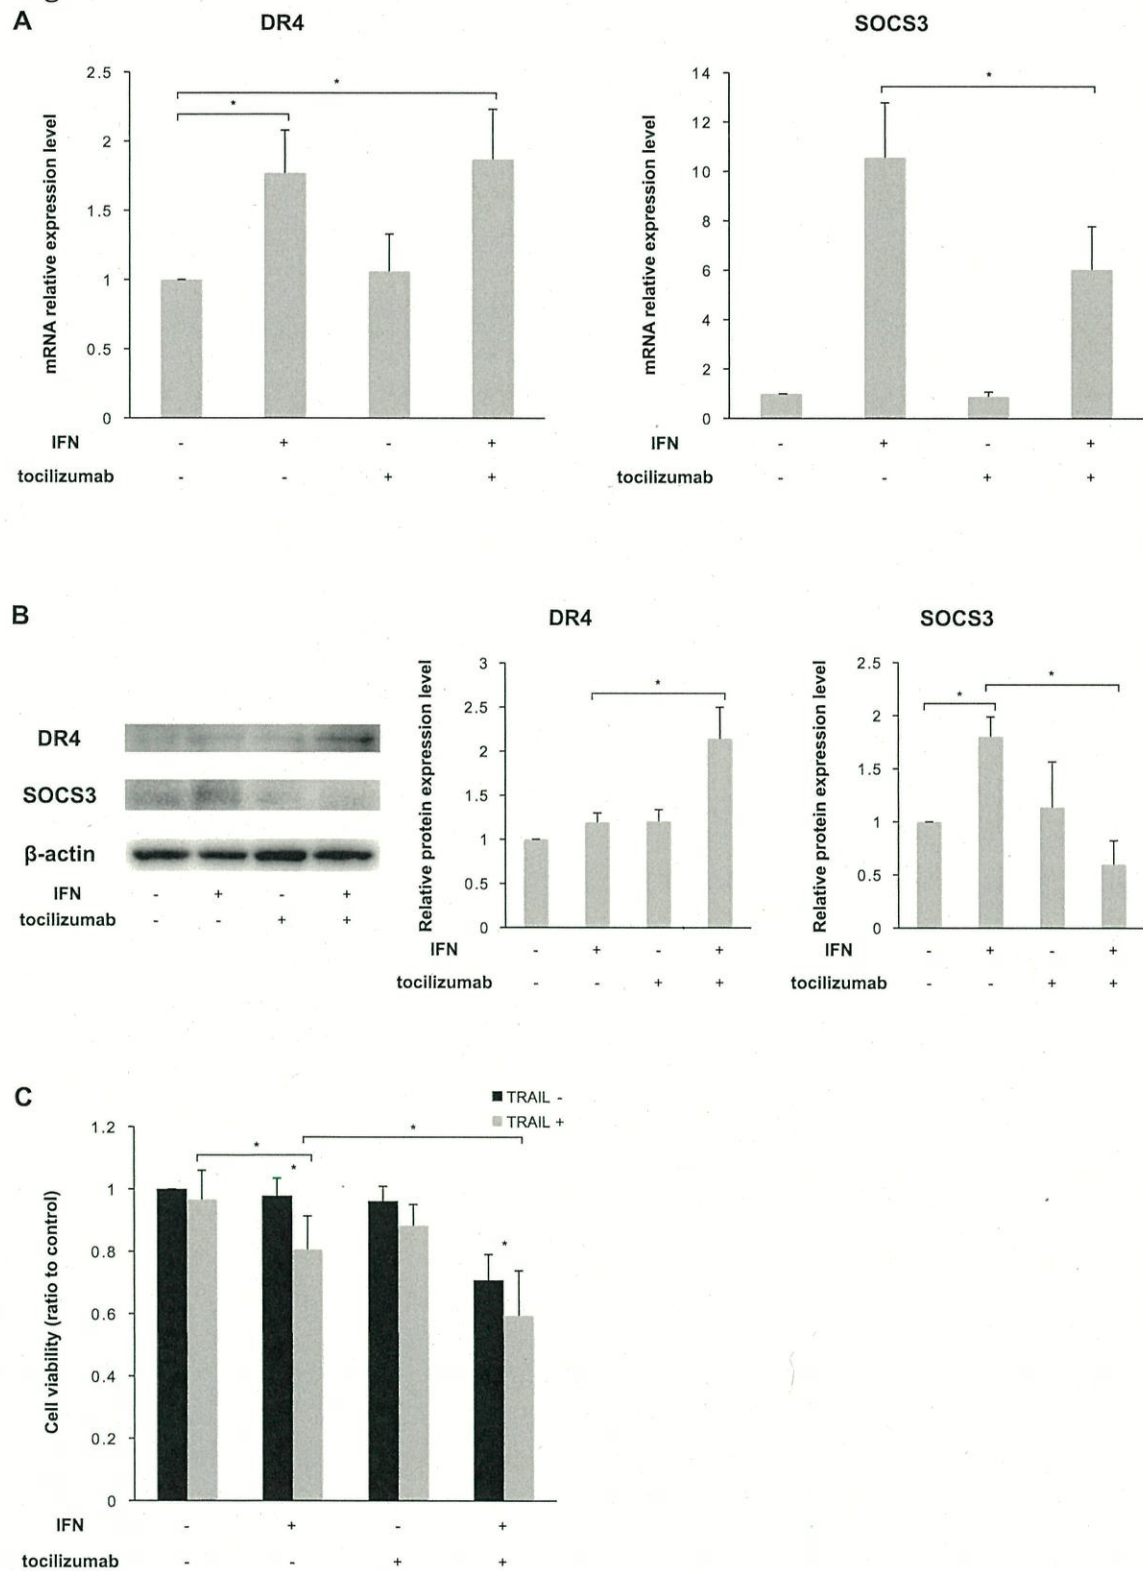 A
DR4
SOCS3
mRNA relative expression level
2.5
2
1.5
1
0.5
0
*
*
IFN - + - +
tocilizumab - - + +
mRNA relative expression level
14
12
10
8
6
4
2
0
*
IFN - + - +
tocilizumab - - + +
B
DR4
SOCS3
β-actin
IFN - + - +
tocilizumab - - + +
DR4
Relative protein expression level
3
2.5
2
1.5
1
0.5
0
*
IFN - + - +
tocilizumab - - + +
SOCS3
Relative protein expression level
2.5
2
1.5
1
0.5
0
*
*
IFN - + - +
tocilizumab - - + +
C
TRAIL -
TRAIL +
Cell viability (ratio to control)
1.2
1
0.8
0.6
0.4
0.2
0
*
*
*
*
IFN - + - +
tocilizumab - - + +